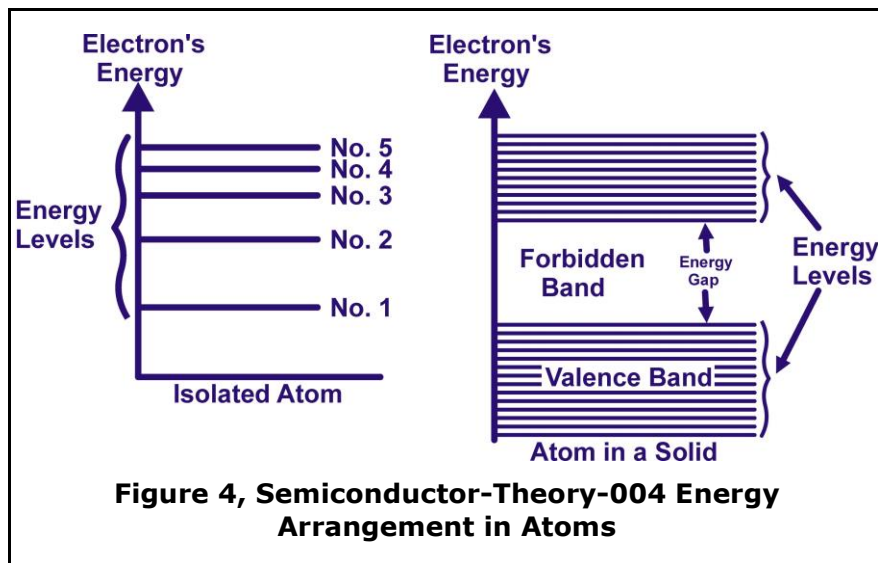 Electron's
Energy
No. 5
No. 4
No. 3
No. 2
No. 1
Energy
Levels
Isolated Atom
Electron's
Energy
Forbidden
Band
Energy
Gap
Energy
Levels
Valence Band
Atom in a Solid
Figure 4, Semiconductor-Theory-004 Energy
Arrangement in Atoms